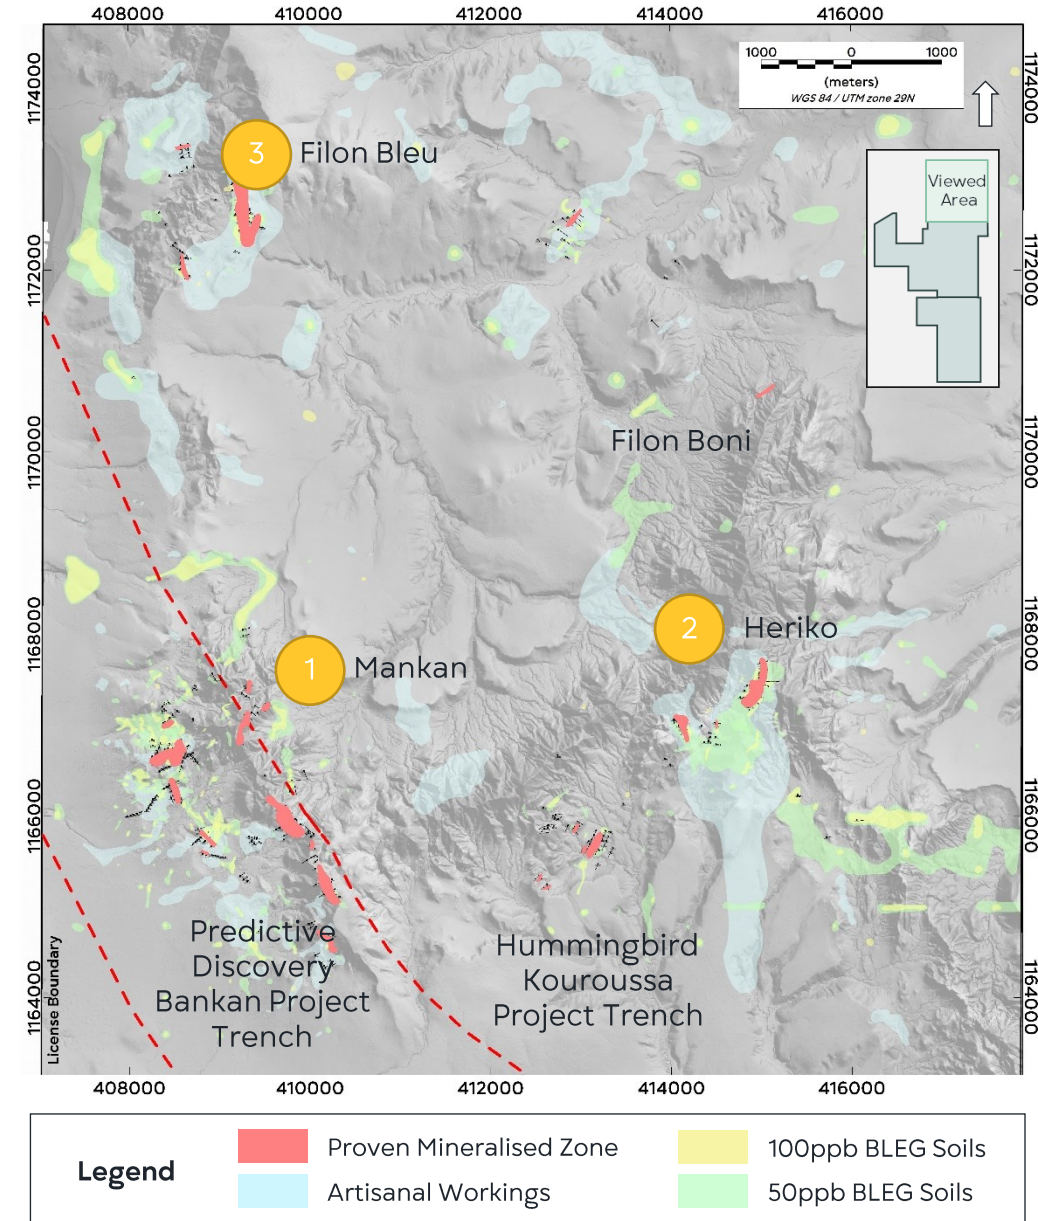 408000 410000 412000 414000 416000
1174000
1172000
1170000
1168000
1166000
1164000
1000 0 1000
(meters)
WGS 84 / UTM zone 29N
1174000
1172000
1170000
1168000
1166000
1164000
Viewed
Area
3 Filon Bleu
Filon Boni
2 Heriko
1 Mankan
Predictive
Discovery
Bankan Project
Trench
Hummingbird
Kouroussa
Project Trench
License Boundary
408000 410000 412000 414000 416000
Legend
Proven Mineralised Zone
100ppb BLEG Soils
Artisanal Workings
50ppb BLEG Soils